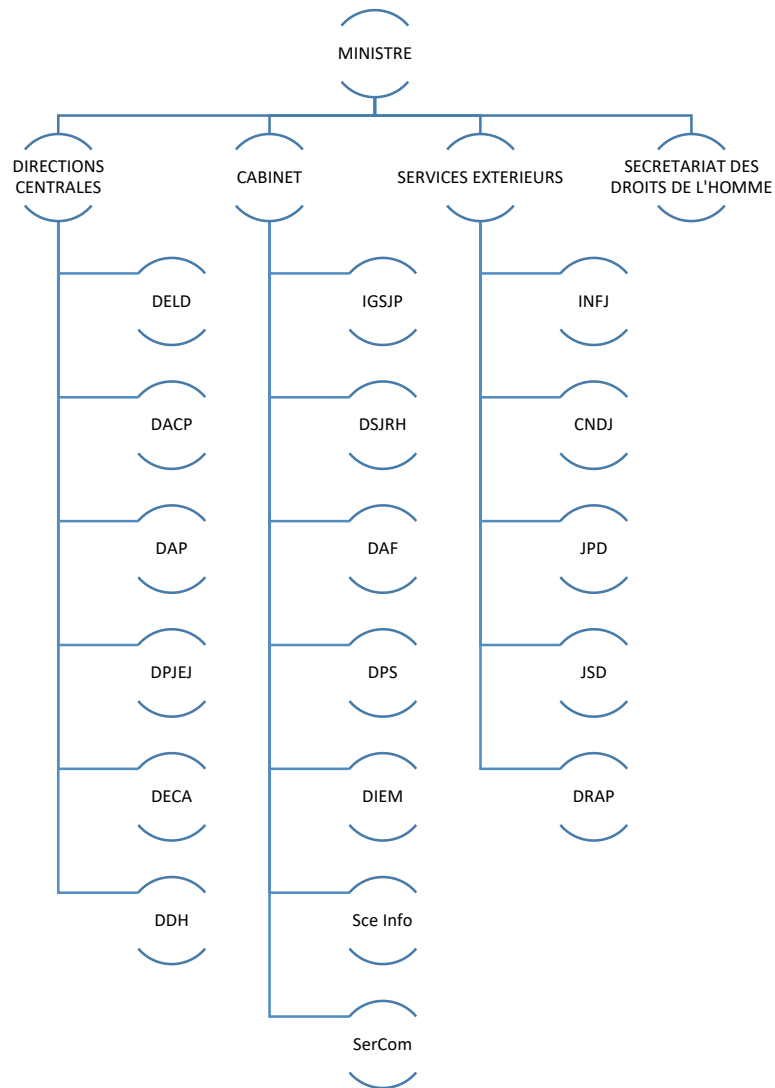 MINISTRE
DIRECTIONS
CENTRALES
CABINET
SERVICES EXTERIEURS
SECRETARIAT DES
DROITS DE L'HOMME
DELD
DACP
DAP
DPJEJ
DECA
DDH
IGSJP
DSJRH
DAF
DPS
DIEM
Sce Info
SerCom
INFJ
CNDJ
JPD
JSD
DRAP